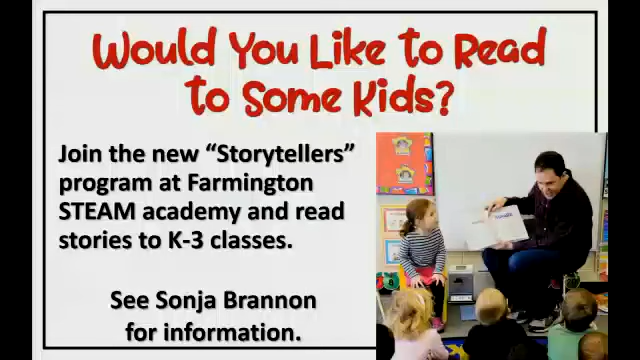 Would You Like to Read
to Some Kids?
Join the new “Storytellers”
program at Farmington
STEAM academy and read
stories to K-3 classes.
See Sonja Brannon
for information.